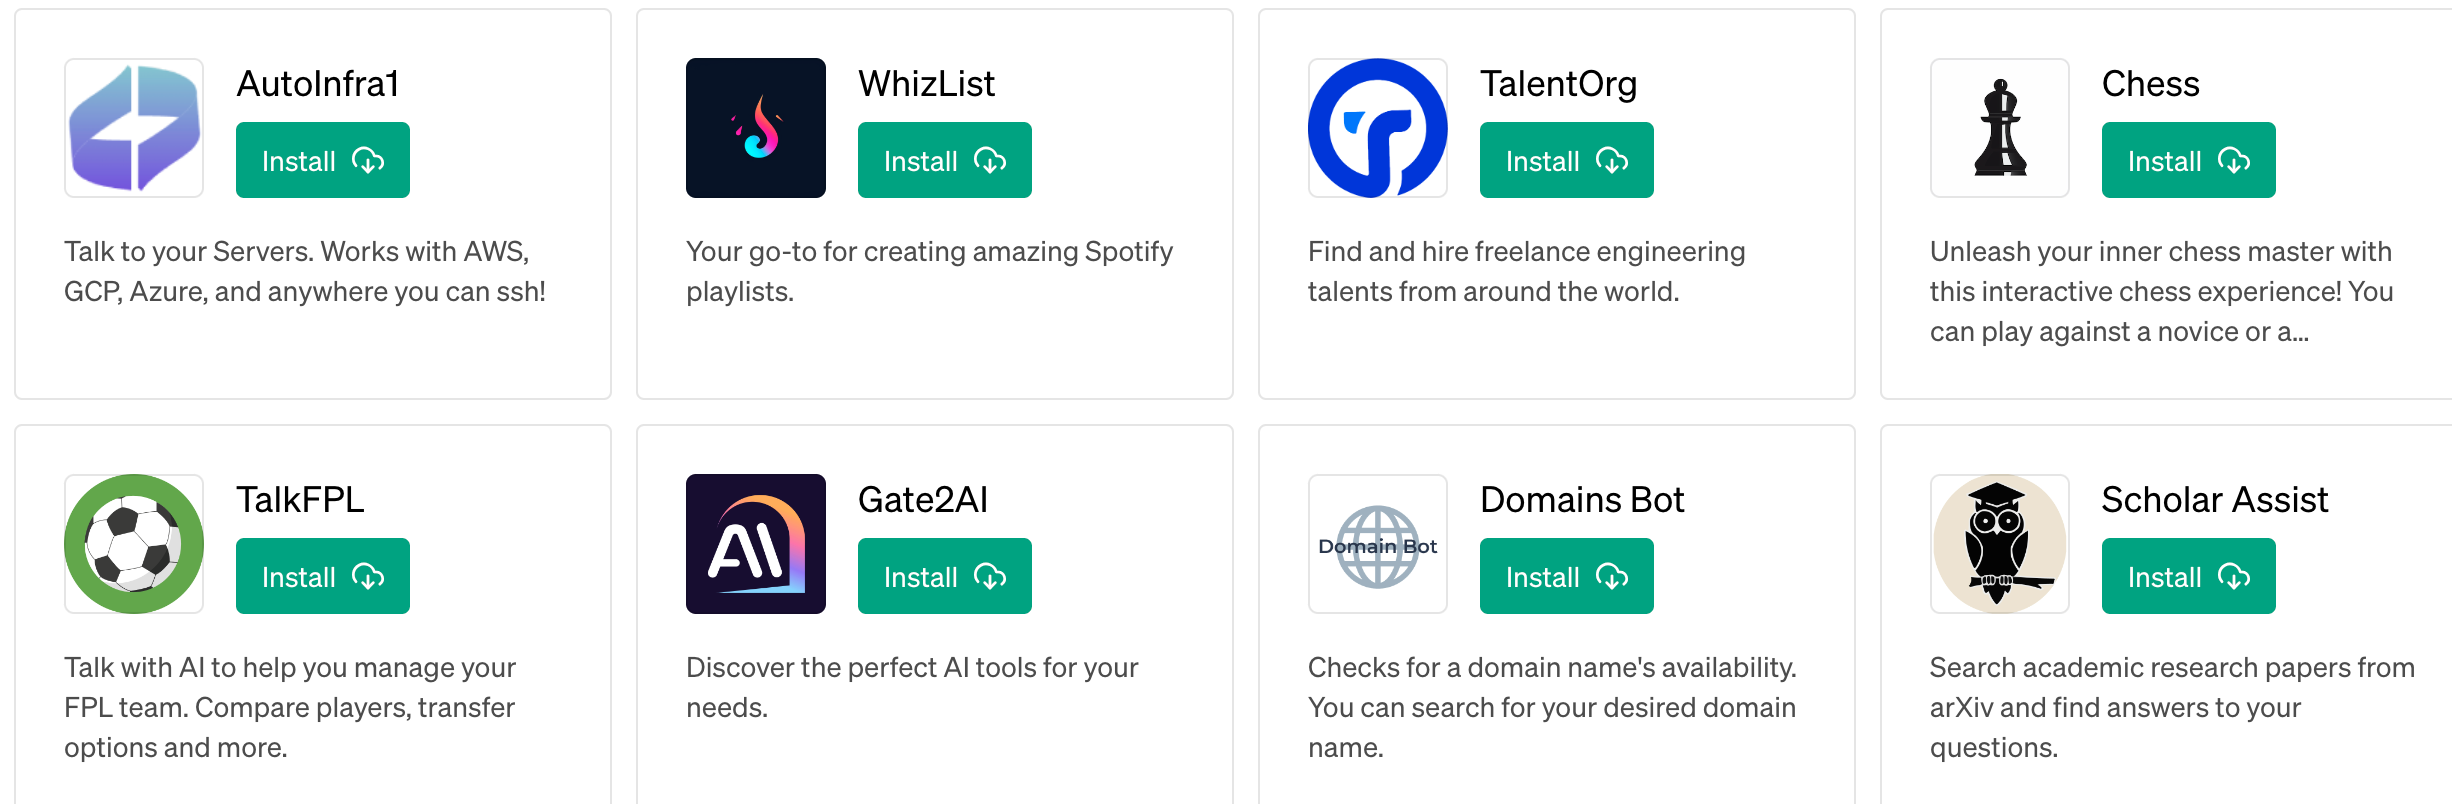 AutoInfra1
Install
Talk to your Servers. Works with AWS,
GCP, Azure, and anywhere you can ssh!
WhizList
Install
Your go-to for creating amazing Spotify
playlists.
TalentOrg
Install
Find and hire freelance engineering
talents from around the world.
Chess
Install
Unleash your inner chess master with
this interactive chess experience! You
can play against a novice or a...
TalkFPL
Install
Talk with AI to help you manage your
FPL team. Compare players, transfer
options and more.
AI
Gate2AI
Install
Discover the perfect AI tools for your
needs.
Domain Bot
Domains Bot
Install
Checks for a domain name's availability.
You can search for your desired domain
name.
Scholar Assist
Install
Search academic research papers from
arXiv and find answers to your
questions.